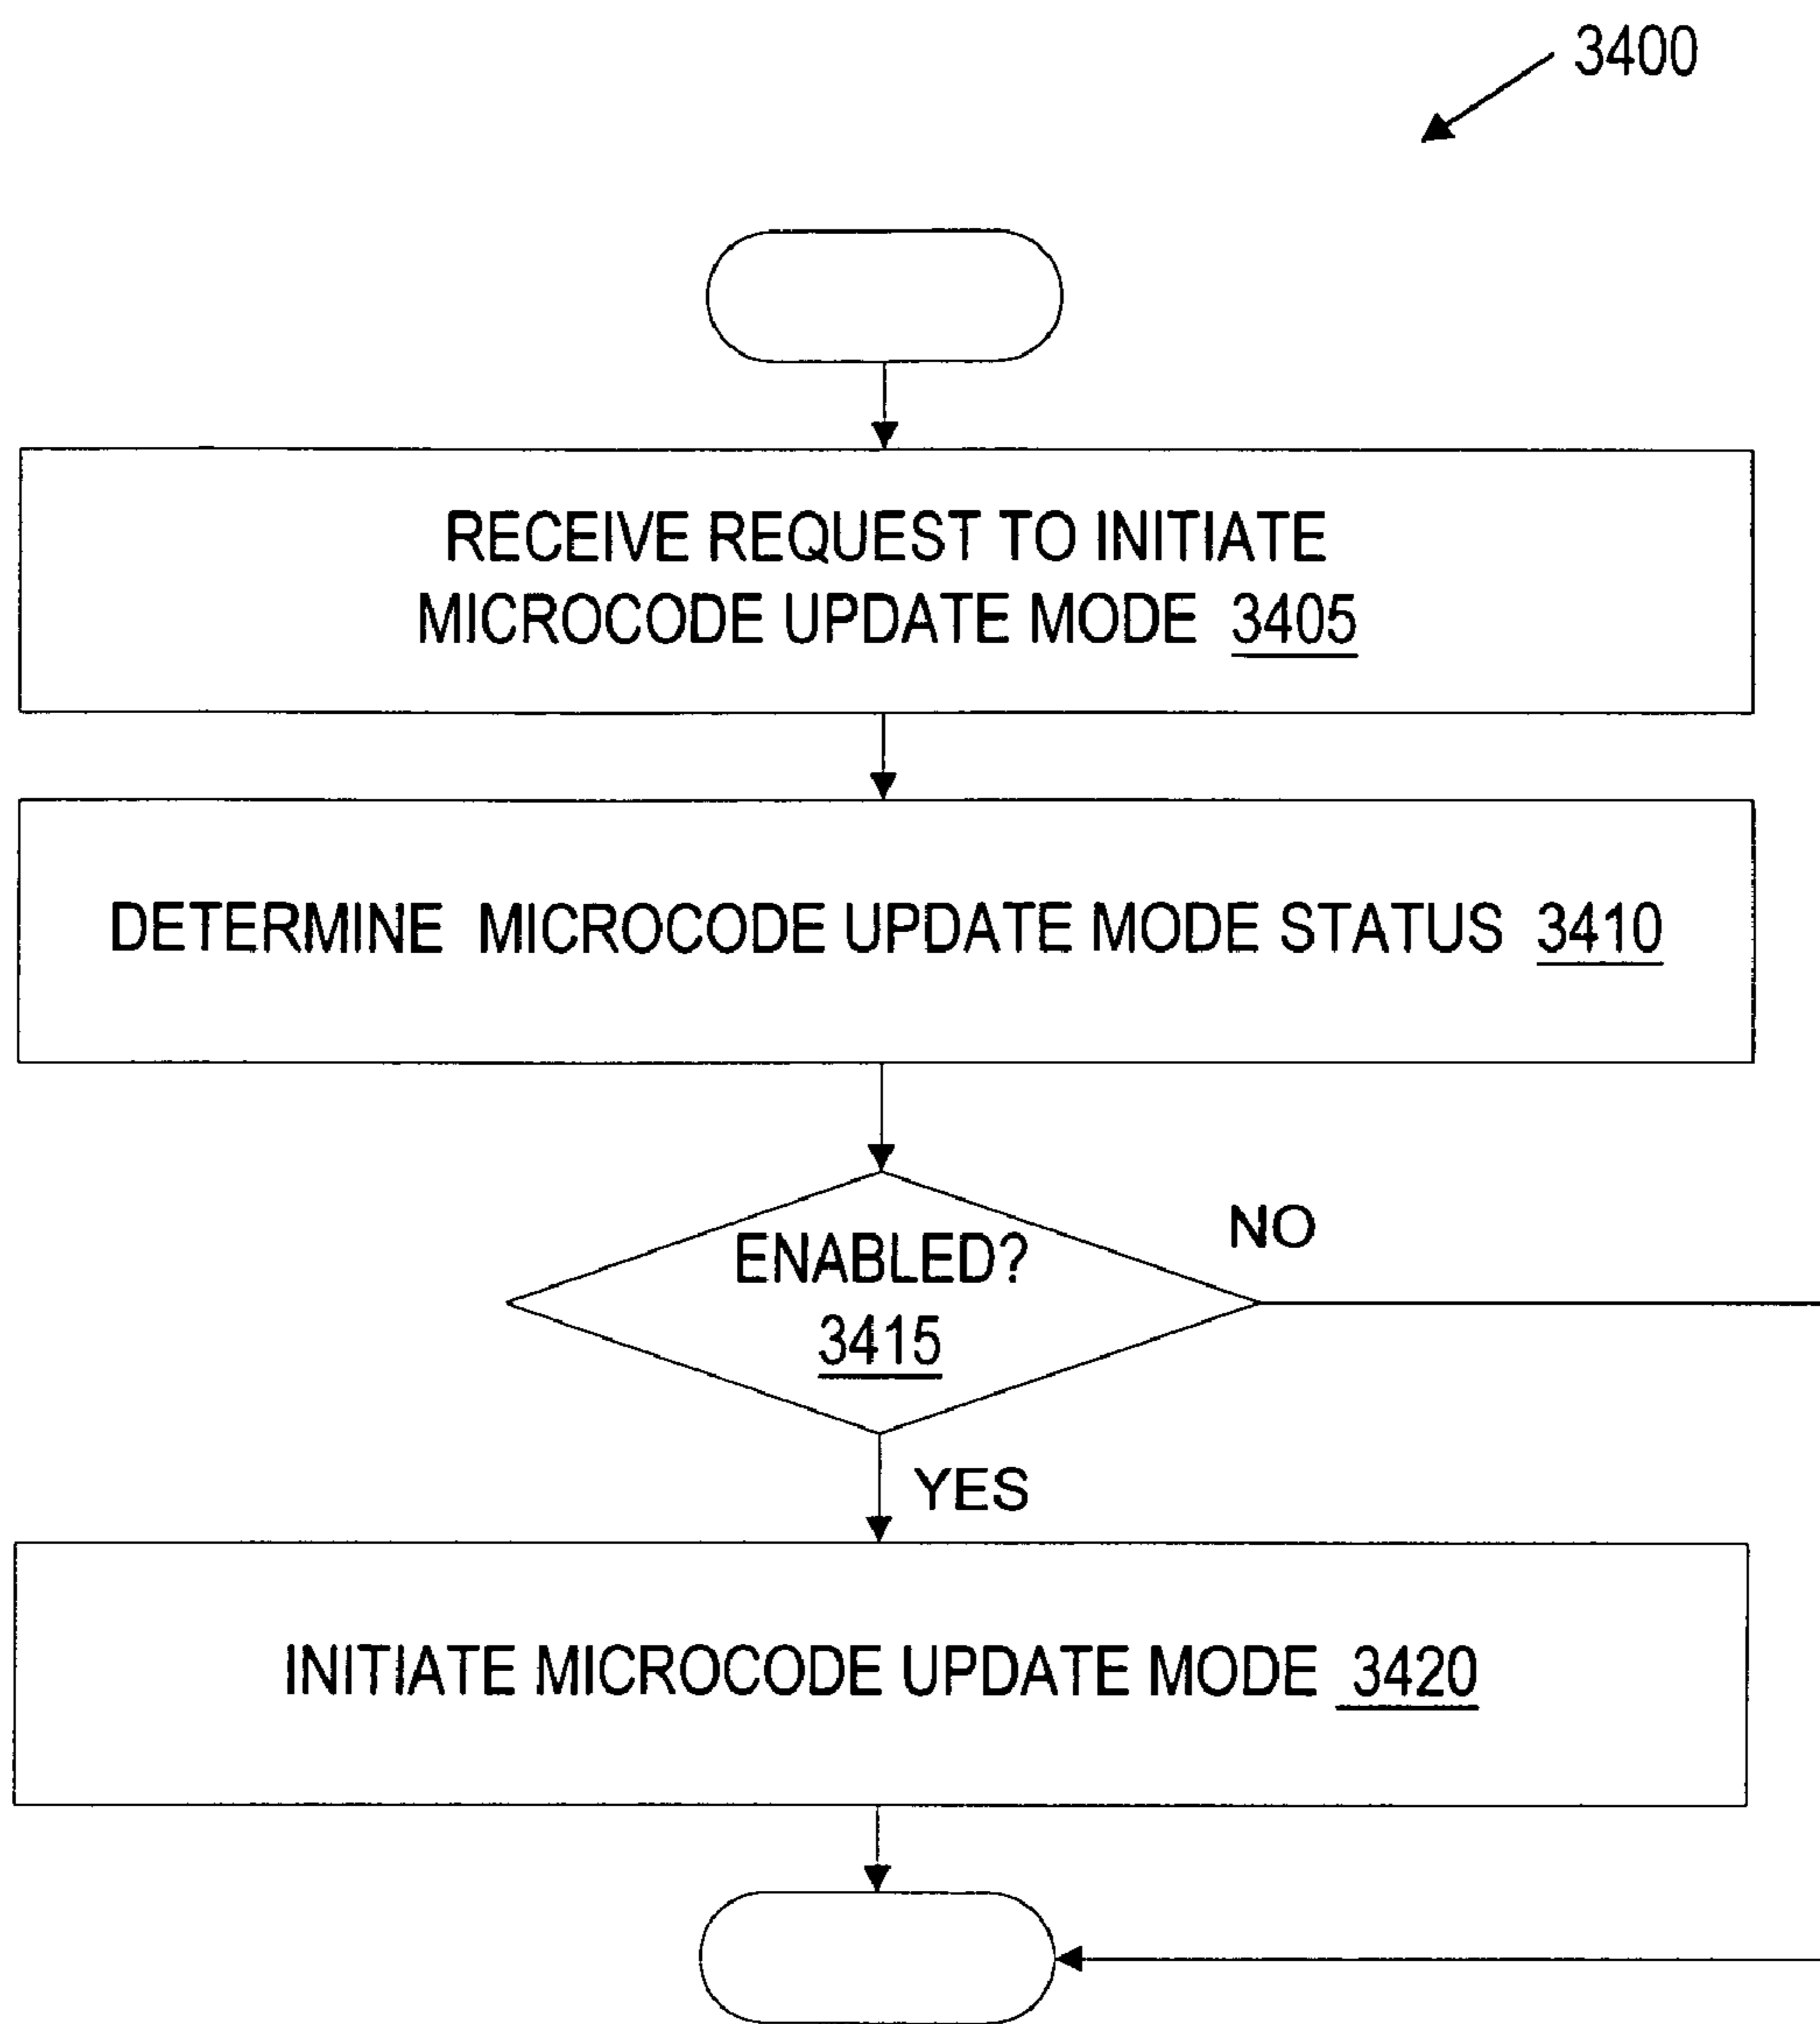 3400
RECEIVE REQUEST TO INITIATE
MICROCODE UPDATE MODE 3405
DETERMINE MICROCODE UPDATE MODE STATUS 3410
ENABLED?
3415
NO
YES
INITIATE MICROCODE UPDATE MODE 3420